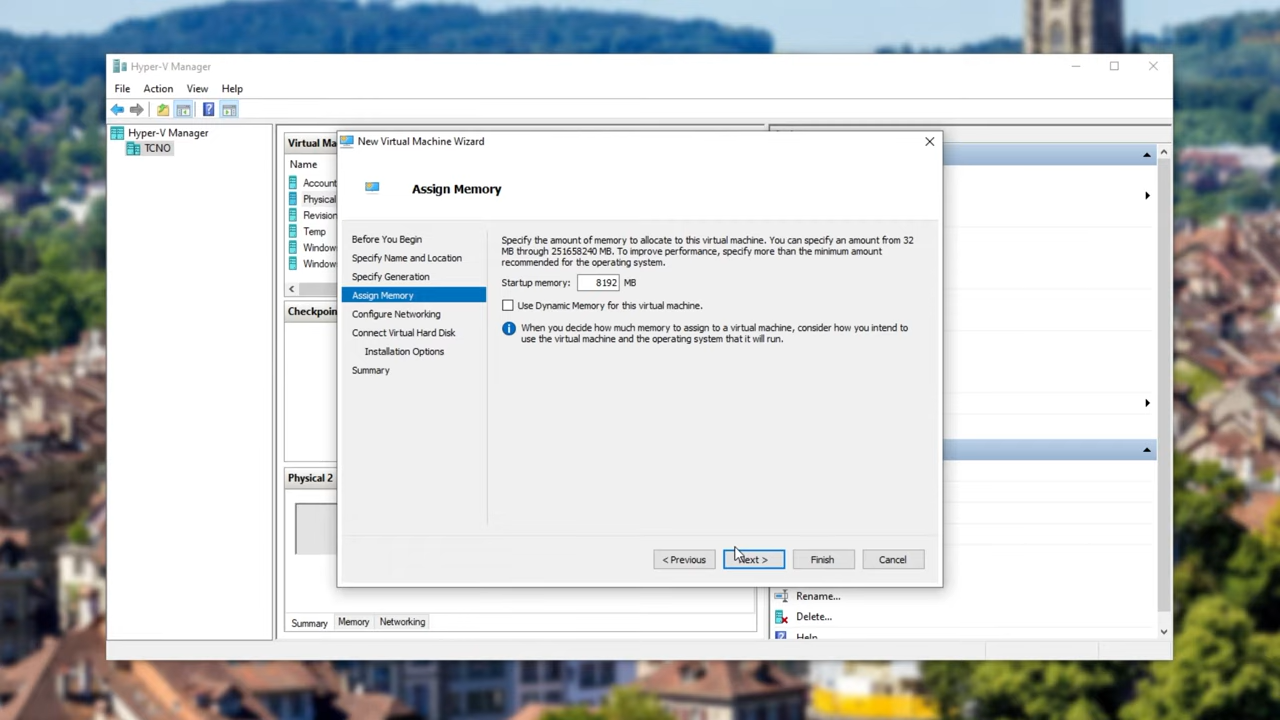 Hyper-V Manager
File Action View Help
Hyper-V Manager
TCNO
Virtual Ma
Name
Account
Physical
Revision
Temp
Window
Window
Checkpoin
Physical 2
Summary Memory Networking
New Virtual Machine Wizard
Assign Memory
Before You Begin
Specify Name and Location
Specify Generation
Assign Memory
Configure Networking
Connect Virtual Hard Disk
Installation Options
Summary
Specify the amount of memory to allocate to this virtual machine. You can specify an amount from 32
MB through 251658240 MB. To improve performance, specify more than the minimum amount
recommended for the operating system.
Startup memory: 8192 MB
Use Dynamic Memory for this virtual machine.
When you decide how much memory to assign to a virtual machine, consider how you intend to
use the virtual machine and the operating system that it will run.
< Previous Next > Finish Cancel
Rename...
Delete...
Help